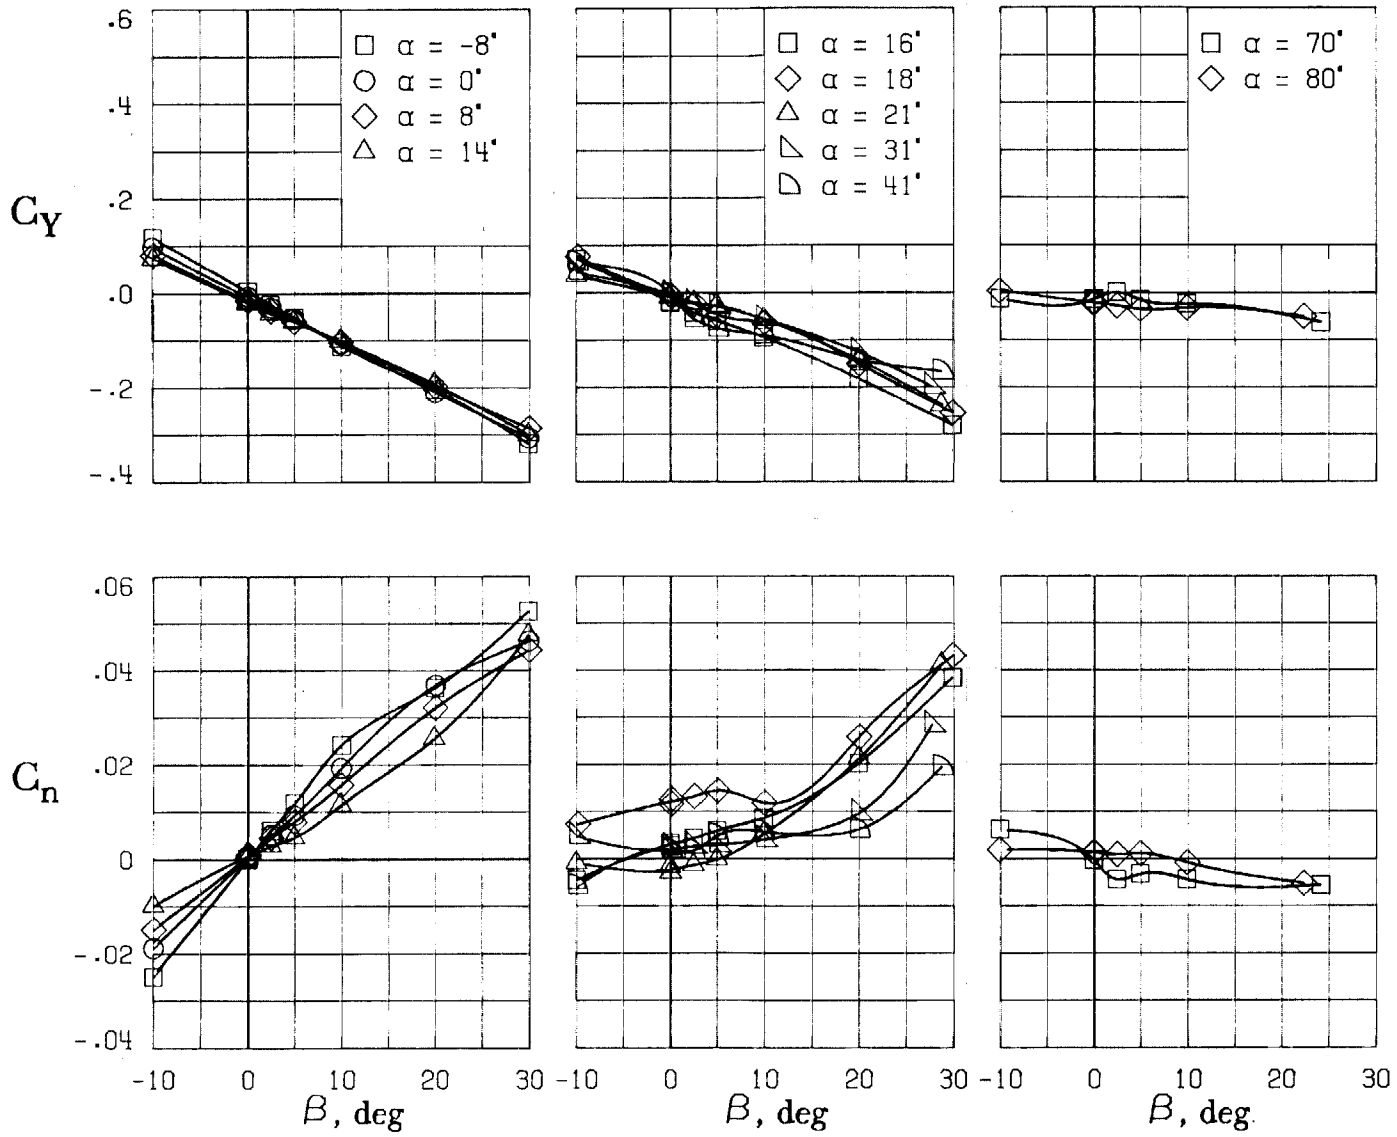 C_Y
.6
.4
.2
.0
-.2
-.4
α = -8°
α = 0°
α = 8°
α = 14°
α = 16°
α = 18°
α = 21°
α = 31°
α = 41°
α = 70°
α = 80°
C_n
.06
.04
.02
0
-.02
-.04
-10 0 10 20 30
β, deg
-10 0 10 20 30
β, deg
-10 0 10 20 30
β, deg